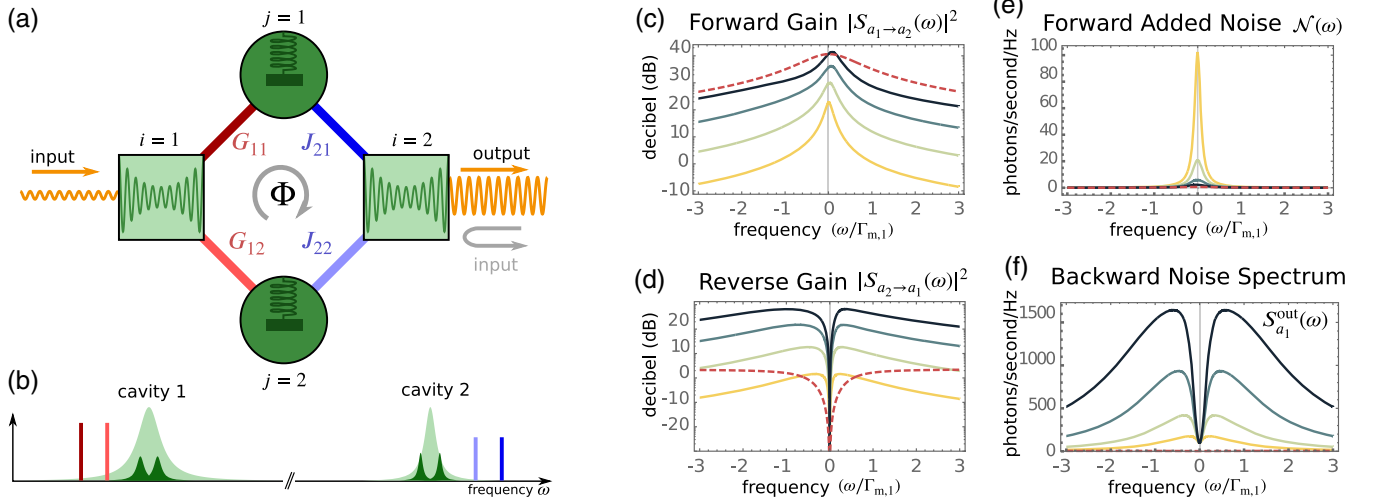 (a)
j = 1
i = 1
i = 2
input
output
G11
J21
Φ
G12
J22
input
j = 2
(b)
cavity 1
cavity 2
//
frequency ω
(c)
Forward Gain |Sa1→a2(ω)|²
decibel (dB)
40
30
20
10
0
-10
-3 -2 -1 0 1 2 3
frequency (ω/Γm,1)
(d)
Reverse Gain |Sa2→a1(ω)|²
decibel (dB)
20
10
0
-10
-20
-3 -2 -1 0 1 2 3
frequency (ω/Γm,1)
(e)
Forward Added Noise 𝒩(ω)
photons/second/Hz
100
80
60
40
20
0
-3 -2 -1 0 1 2 3
frequency (ω/Γm,1)
(f)
Backward Noise Spectrum
photons/second/Hz
Sa1out(ω)
1500
1000
500
0
-3 -2 -1 0 1 2 3
frequency (ω/Γm,1)